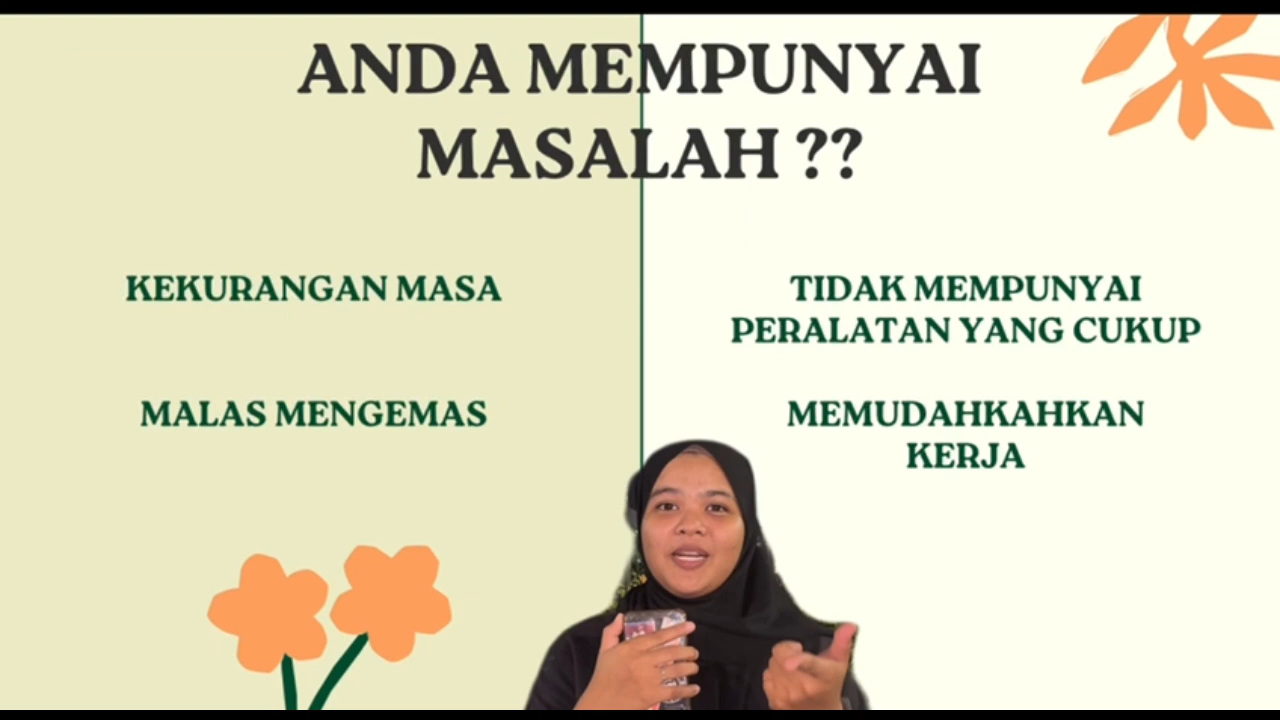 ANDA MEMPUNYAI
MASALAH ??
KEKURANGAN MASA
MALAS MENGEMAS
TIDAK MEMPUNYAI
PERALATAN YANG CUKUP
MEMUDAHKAHKAN
KERJA